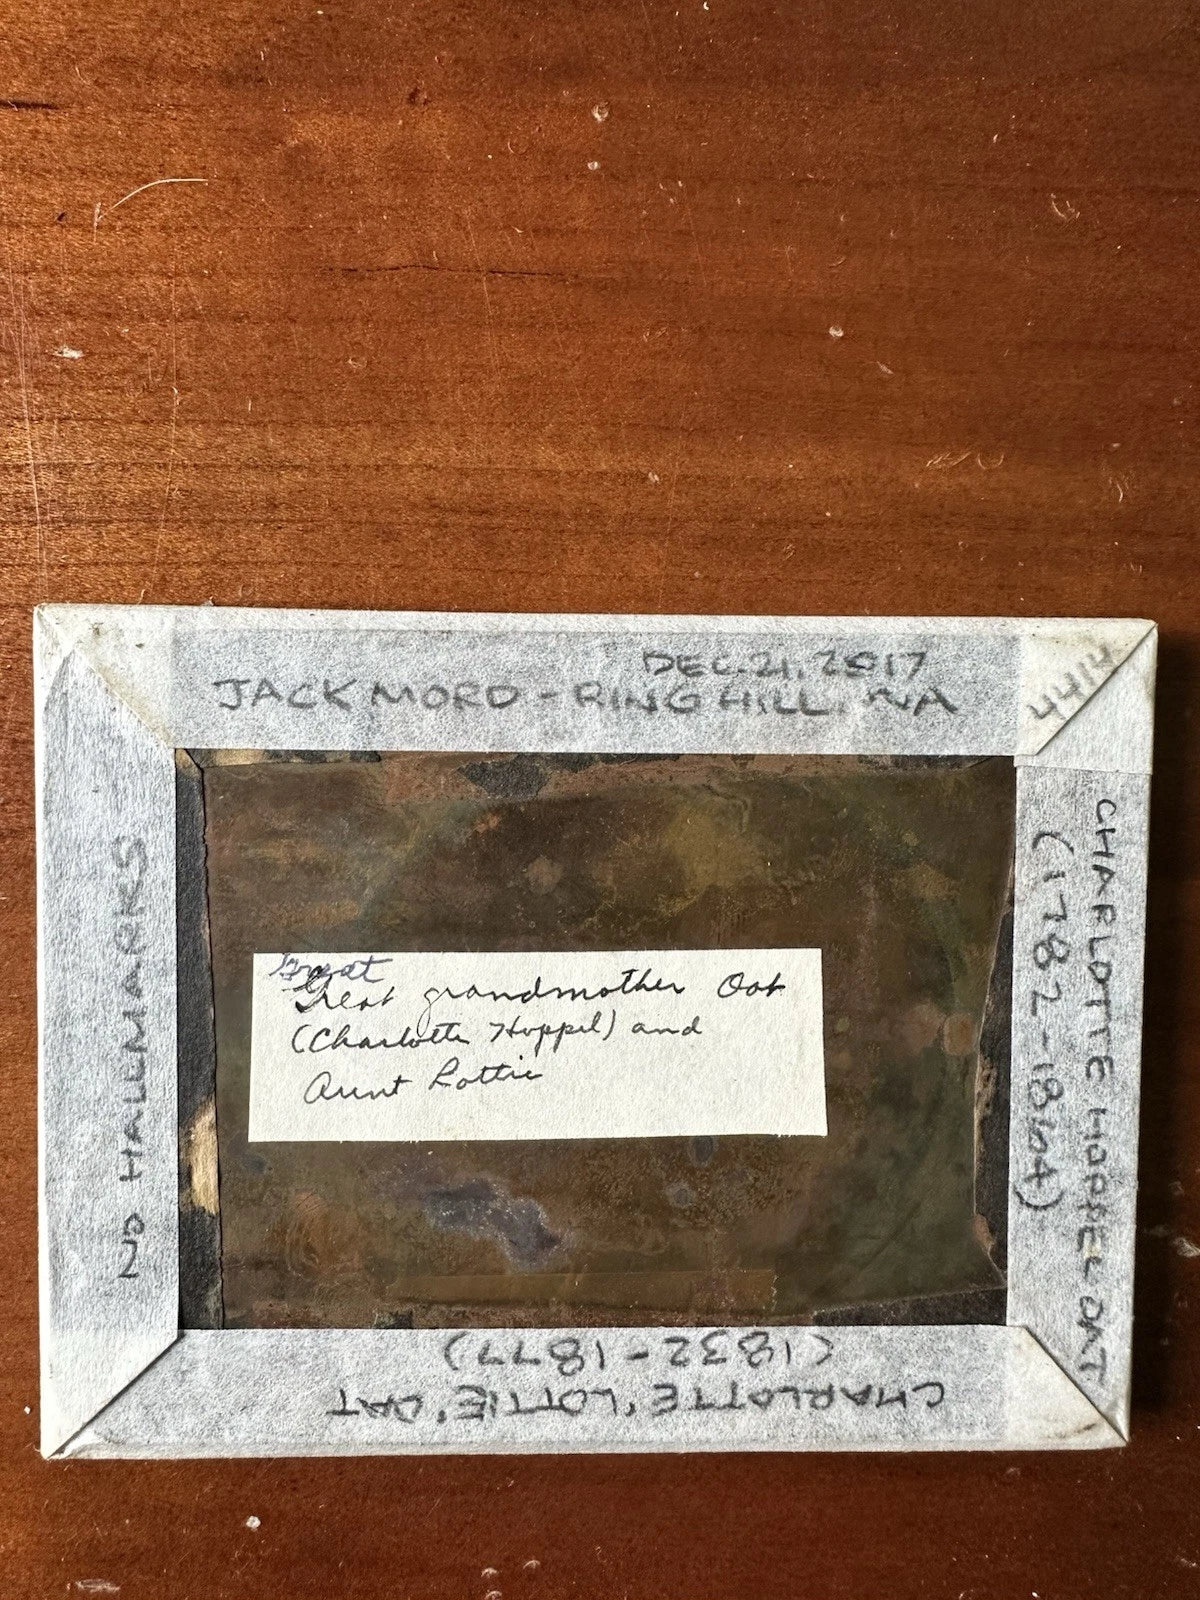 DEC. 21, 2017
JACK MORD - RING HILL, WA
4414
CHARLOTTE HOPPEL OAT
(1782-1864)
CHARLOTTE 'LOTTIE' OAT
(1832-1877)
NO HALLMARKS
Great
Great grandmother Oat
(Charlotte Hoppel) and
Aunt Lottie